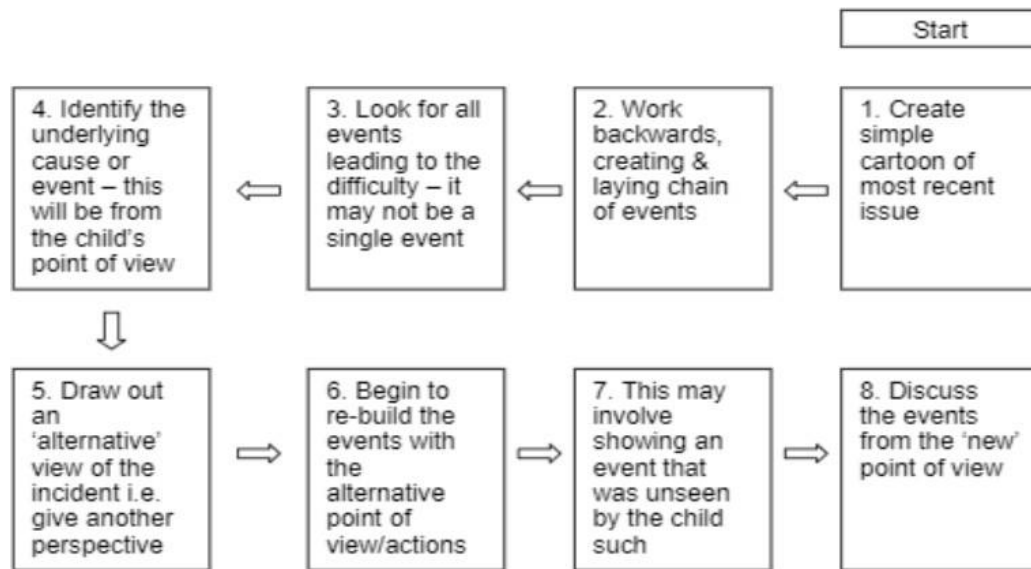 Start
1. Create
simple
cartoon of
most recent
issue
2. Work
backwards,
creating &
laying chain
of events
3. Look for all
events
leading to the
difficulty – it
may not be a
single event
4. Identify the
underlying
cause or
event – this
will be from
the child's
point of view
5. Draw out
an
'alternative'
view of the
incident i.e.
give another
perspective
6. Begin to
re-build the
events with
the
alternative
point of
view/actions
7. This may
involve
showing an
event that
was unseen
by the child
such
8. Discuss
the events
from the 'new'
point of view